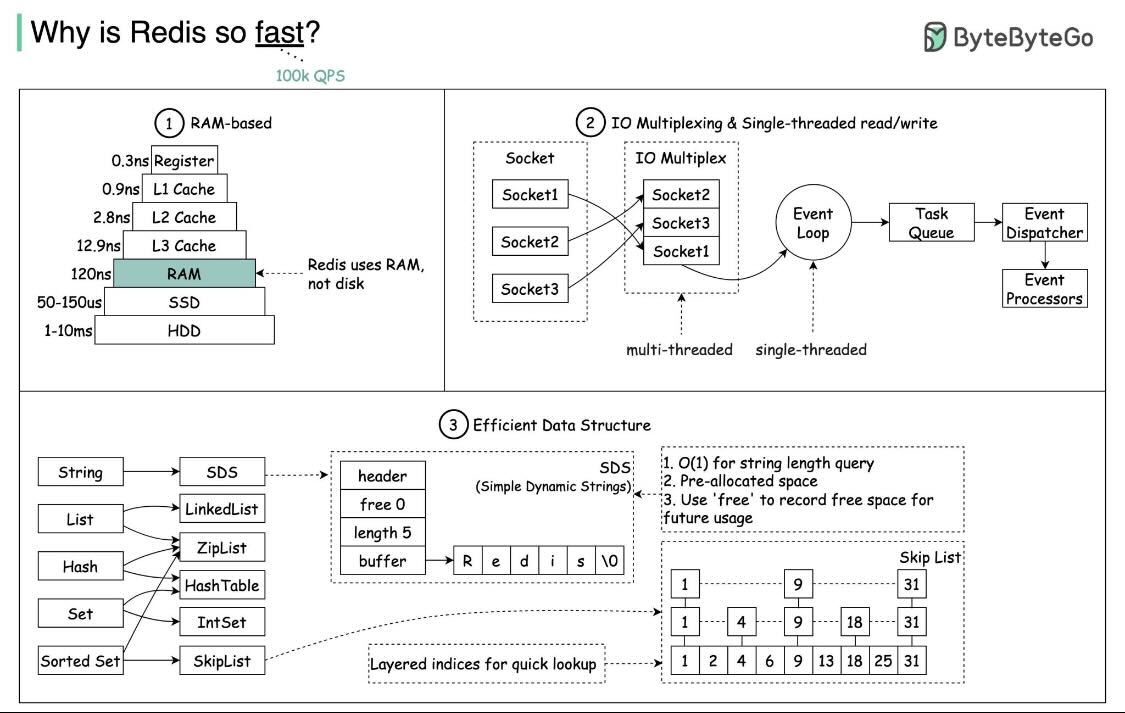 Why is Redis so fast?
100k QPS
ByteByteGo
1 RAM-based
0.3ns Register
0.9ns L1 Cache
2.8ns L2 Cache
12.9ns L3 Cache
120ns RAM
50-150us SSD
1-10ms HDD
Redis uses RAM,
not disk
2 IO Multiplexing & Single-threaded read/write
Socket
Socket1
Socket2
Socket3
IO Multiplex
Socket2
Socket3
Socket1
Event
Loop
Task
Queue
Event
Dispatcher
Event
Processors
multi-threaded
single-threaded
3 Efficient Data Structure
String
List
Hash
Set
Sorted Set
SDS
LinkedList
ZipList
HashTable
IntSet
SkipList
header
free 0
length 5
buffer
R e d i s \0
SDS
(Simple Dynamic Strings)
1. O(1) for string length query
2. Pre-allocated space
3. Use 'free' to record free space for
future usage
Skip List
1 9 31
1 4 9 18 31
1 2 4 6 9 13 18 25 31
Layered indices for quick lookup